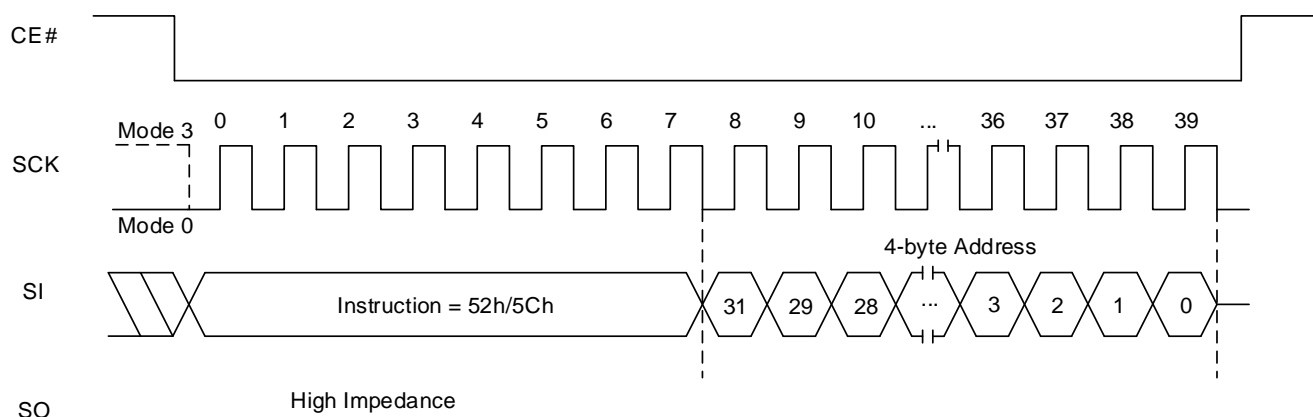 CE#
0 1 2 3 4 5 6 7 8 9 10 ... 36 37 38 39
Mode 3
SCK
Mode 0
4-byte Address
SI
Instruction = 52h/5Ch 31 29 28 ... 3 2 1 0
High Impedance
SO